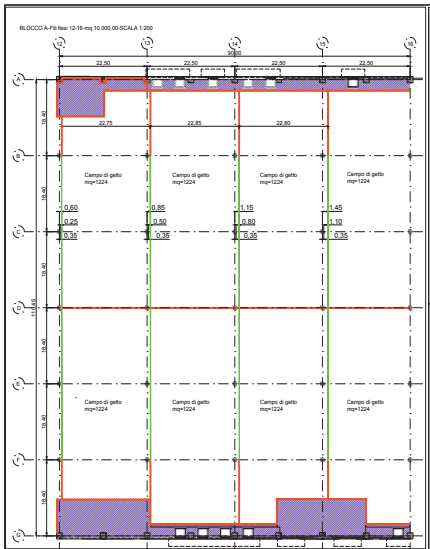 BLOCCO A-Fili fissi 12-16-mq 10.000,00-SCALA 1:200
12 13 14 15 16
90,00
22,50 22,50 22,50 22,50
A
18,40
22,75 22,85 22,80
B
Campo di getto Campo di getto Campo di getto Campo di getto
mq=1224 mq=1224 mq=1224 mq=1224
18,40
0,60 0,85 1,15 1,45
0,25 0,50 0,80 1,10
C
0,35 0,35 0,35 0,35
18,40
D
18,40
E
Campo di getto Campo di getto Campo di getto Campo di getto
mq=1224 mq=1224 mq=1224 mq=1224
18,40
F
18,40
G